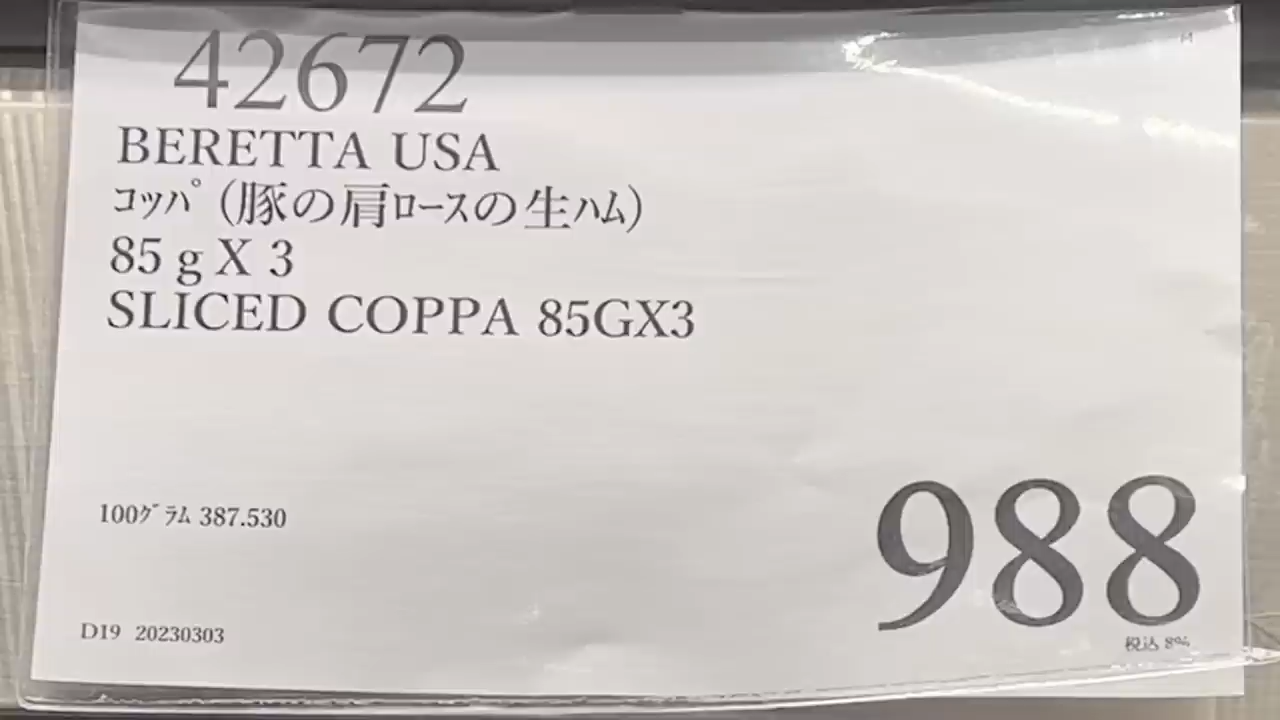 42672
BERETTA USA
ｺｯﾊﾟ (豚の肩ﾛｰｽの生ﾊﾑ)
85ｇX 3
SLICED COPPA 85GX3
100ｸﾞﾗﾑ 387.530
988
税込 8%
D19 20230303